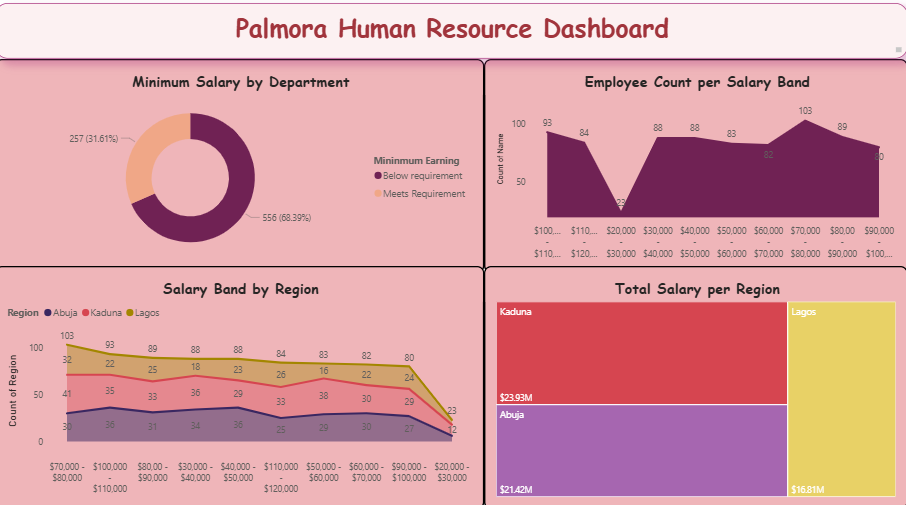 Palmora Human Resource Dashboard
Minimum Salary by Department
257 (31.61%)
556 (68.39%)
Mininmum Earning
Below requirement
Meets Requirement
Employee Count per Salary Band
Count of Name
100
50
93 84 23 88 88 83 82 103 89 80
$100,... $110,... $20,000 $30,000 $40,000 $50,000 $60,000 $70,000 $80,00 $90,000
- - - - - - - - - -
$110,... $120,... $30,000 $40,000 $50,000 $60,000 $70,000 $80,000 $90,000 $100,...
Salary Band by Region
Region Abuja Kaduna Lagos
Count of Region
100
50
0
103 93 89 88 88 84 83 82 80 23
32 22 25 18 23 26 16 22 24
41 35 33 36 29 33 38 30 29 12
30 36 31 34 36 25 29 30 27
$70,000 - $100,000 $80,00 - $30,000 - $40,000 - $110,000 $50,000 - $60,000 - $90,000 - $20,000 -
$80,000 - $90,000 $40,000 $50,000 - $60,000 $70,000 $100,000 $30,000
$110,000 $120,000
Total Salary per Region
Kaduna
$23.93M
Abuja
$21.42M
Lagos
$16.81M